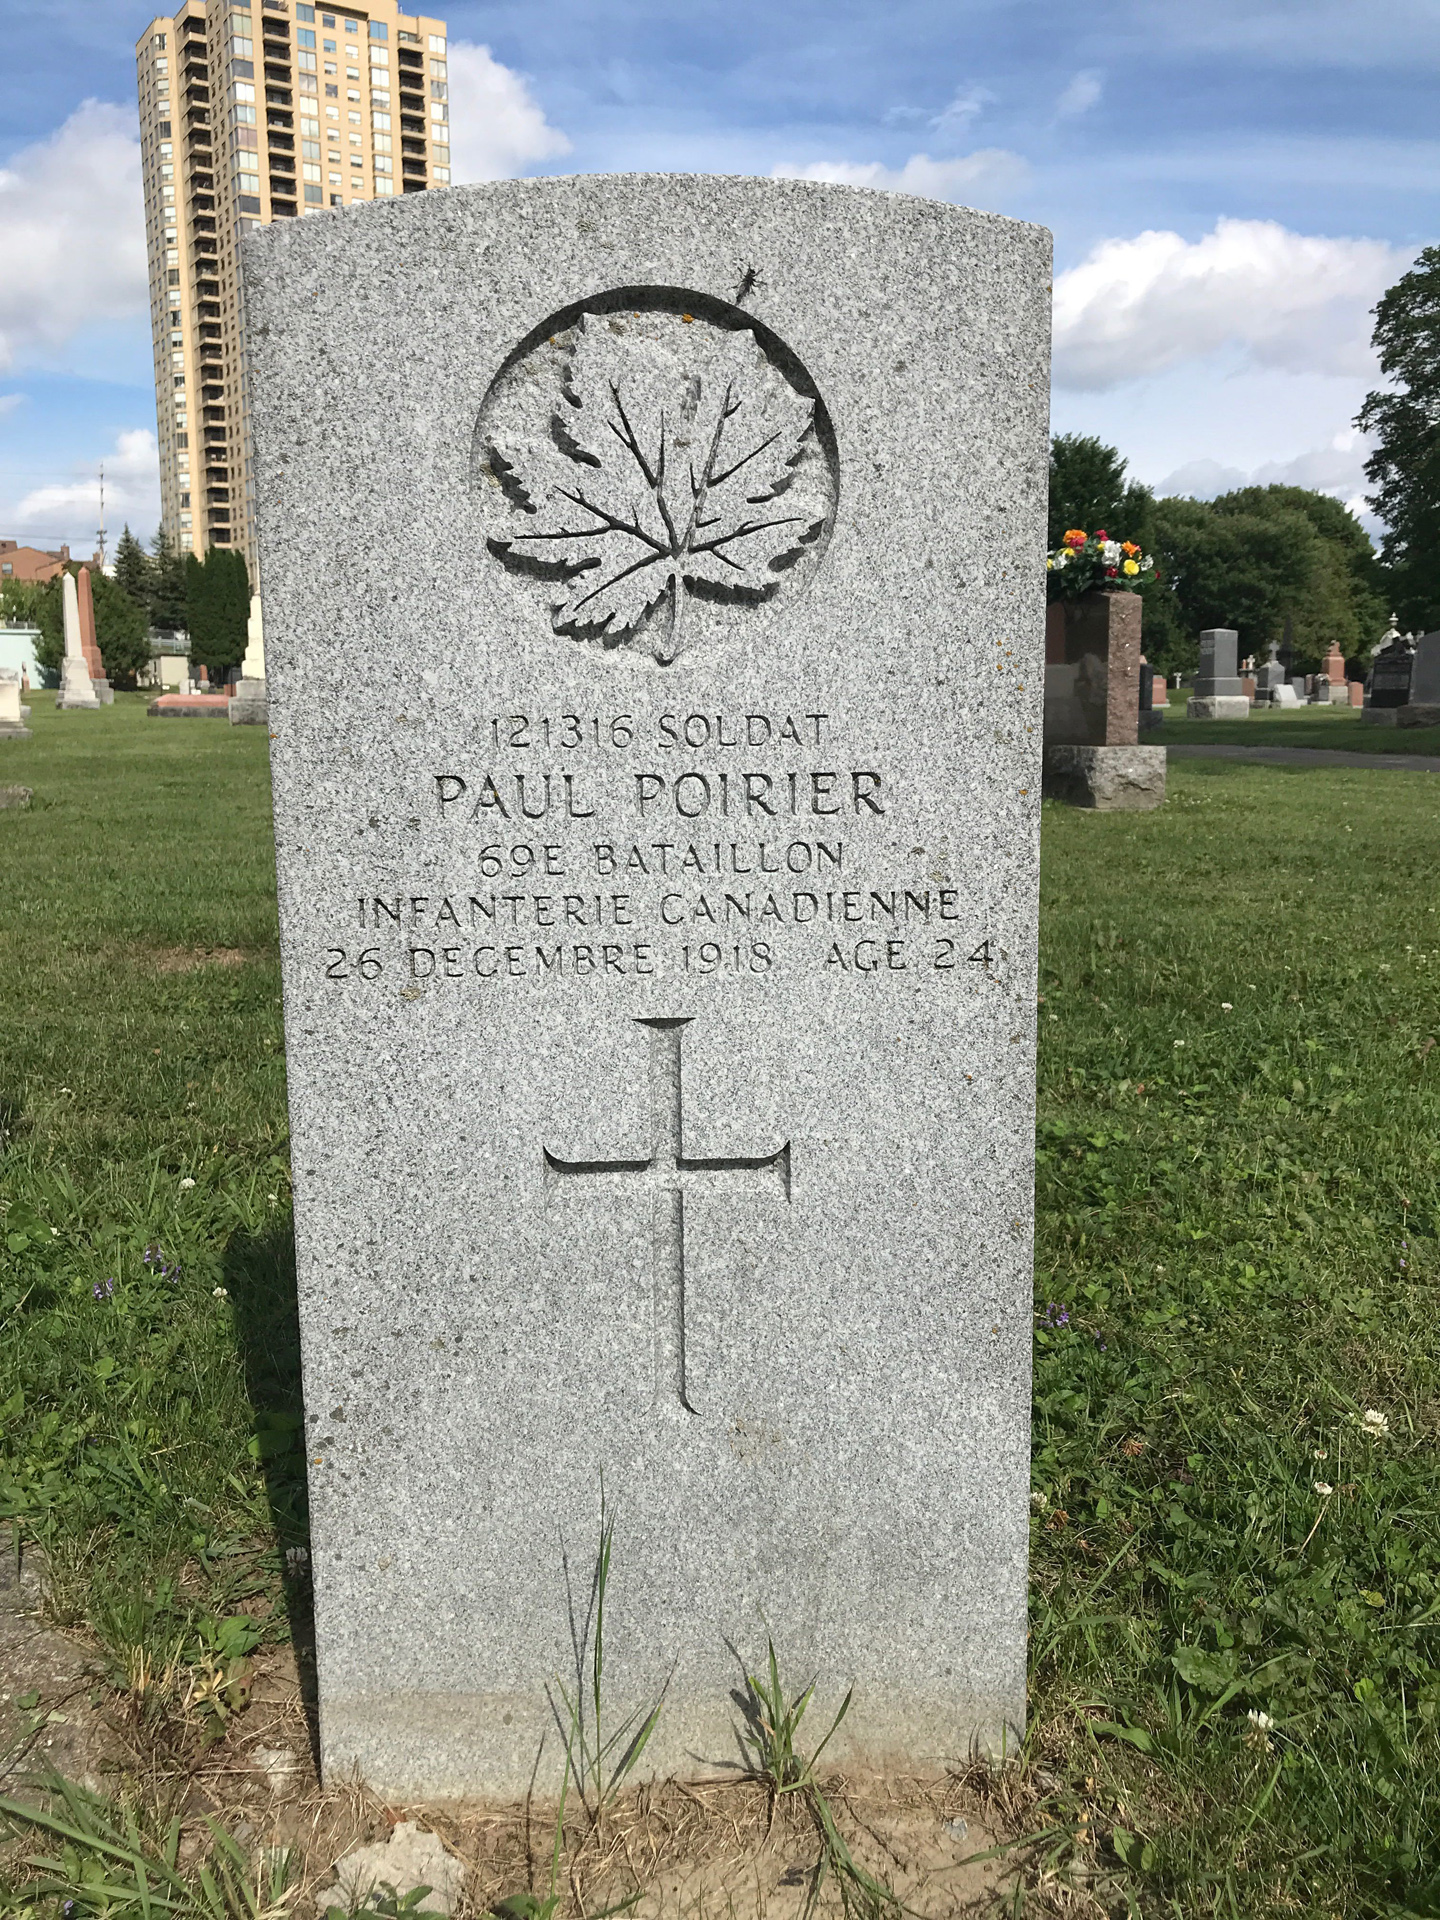 121316 SOLDAT
PAUL POIRIER
69E BATAILLON
INFANTERIE CANADIENNE
26 DECEMBRE 1918 AGE 24